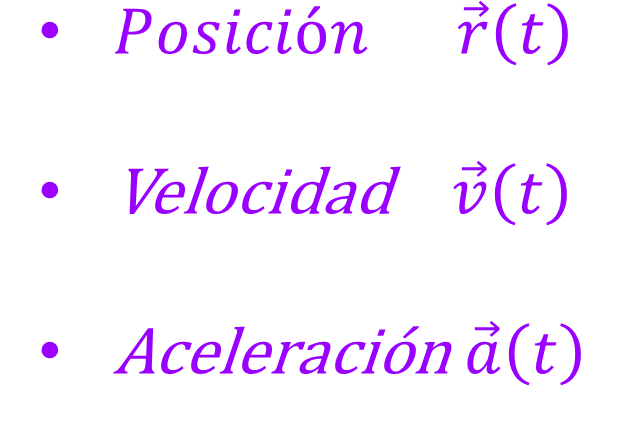 • Posición r⃗(t)
• Velocidad v⃗(t)
• Aceleración a⃗(t)